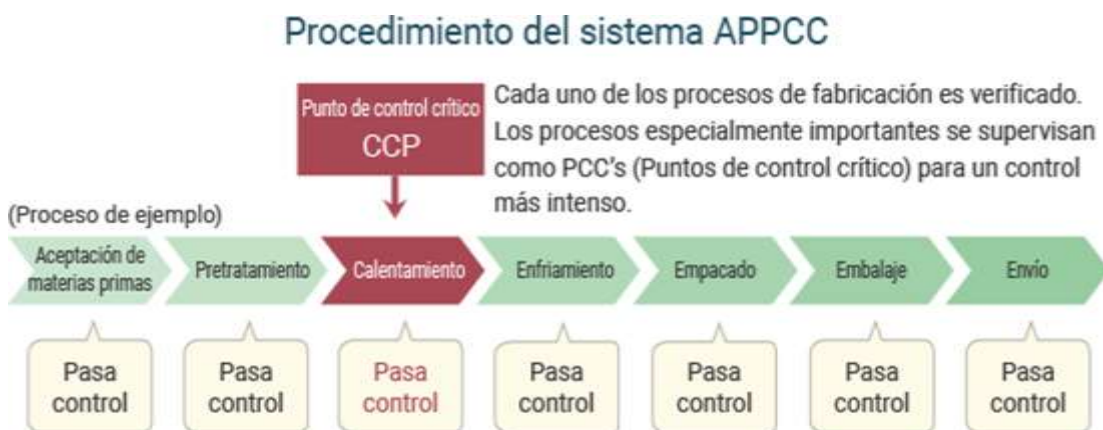 Procedimiento del sistema APPCC
Punto de control crítico
CCP
Cada uno de los procesos de fabricación es verificado.
Los procesos especialmente importantes se supervisan
como PCC's (Puntos de control crítico) para un control
más intenso.
(Proceso de ejemplo)
Aceptación de
materias primas
Pretratamiento
Calentamiento
Enfriamiento
Empacado
Embalaje
Envío
Pasa
control
Pasa
control
Pasa
control
Pasa
control
Pasa
control
Pasa
control
Pasa
control